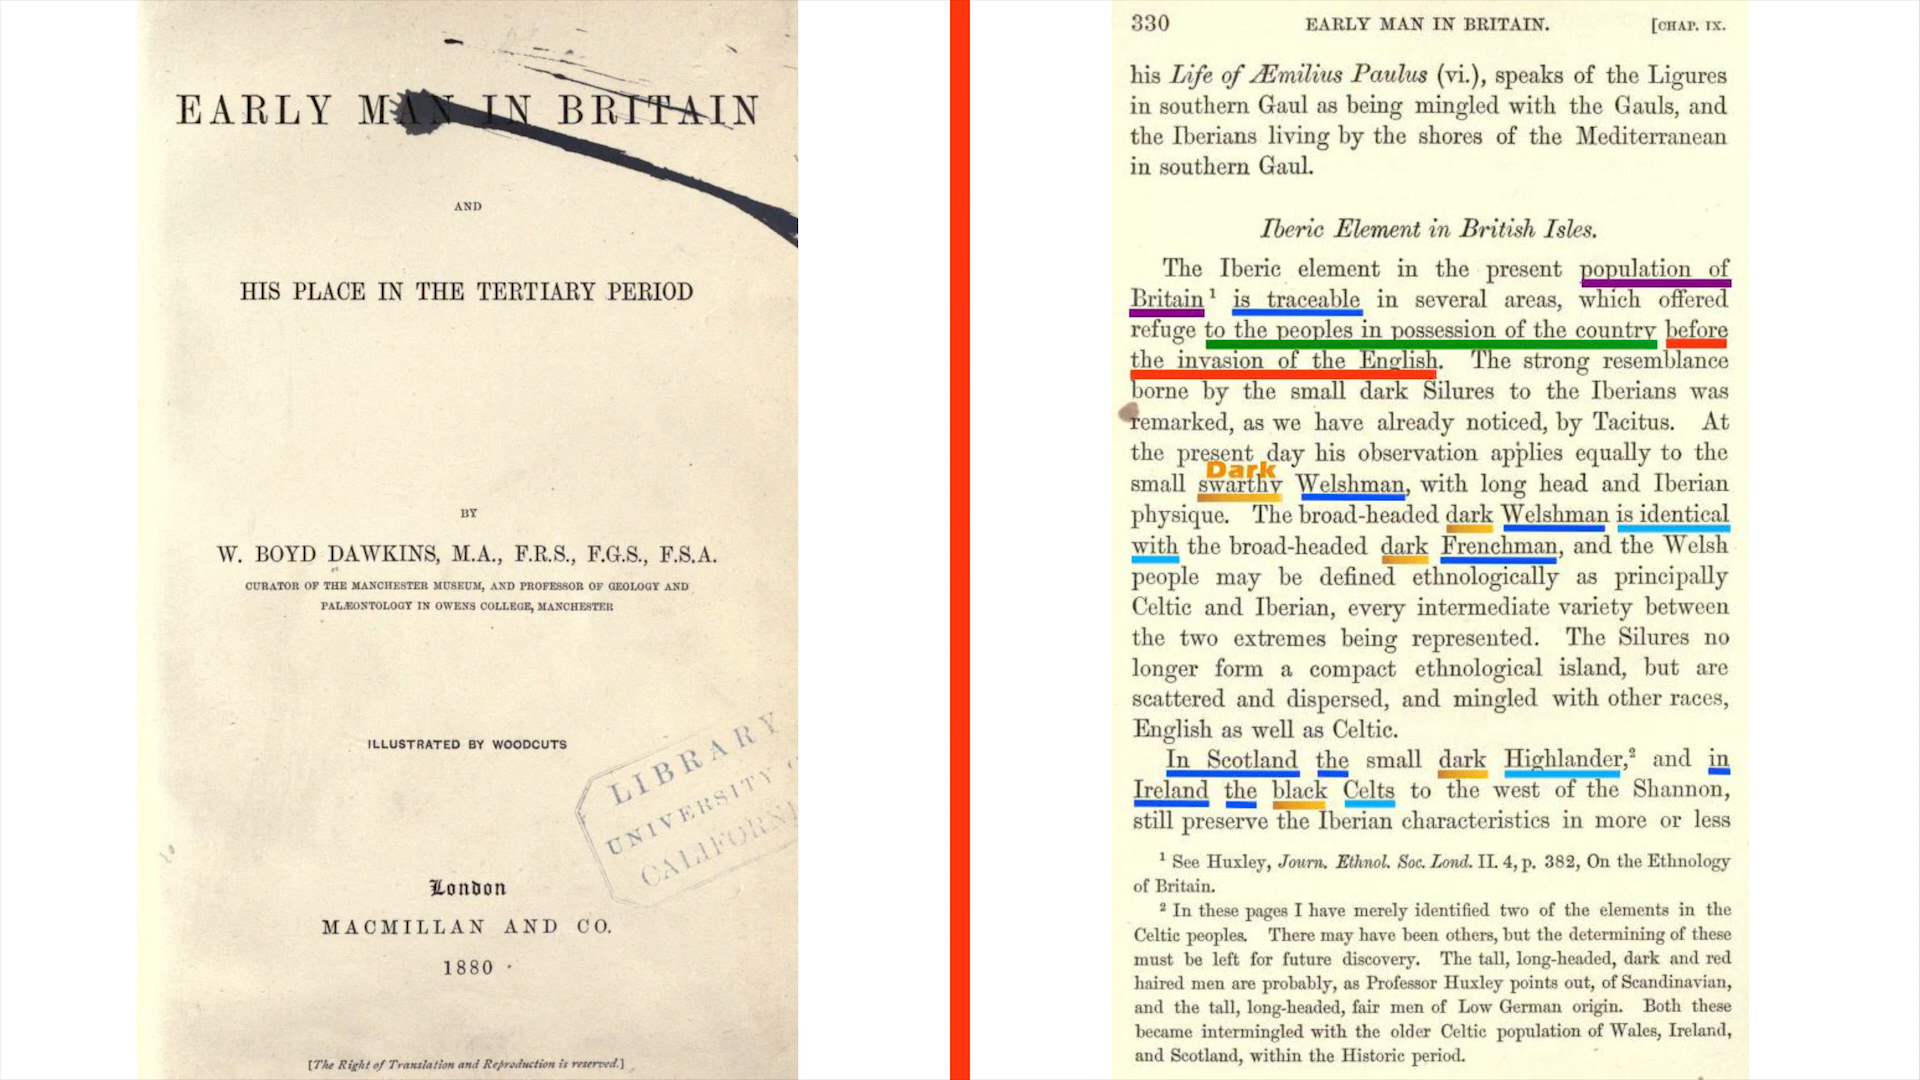 EARLY MAN IN BRITAIN
AND
HIS PLACE IN THE TERTIARY PERIOD
BY
W. BOYD DAWKINS, M.A., F.R.S., F.G.S., F.S.A.
CURATOR OF THE MANCHESTER MUSEUM, AND PROFESSOR OF GEOLOGY AND
PALÆONTOLOGY IN OWENS COLLEGE, MANCHESTER
ILLUSTRATED BY WOODCUTS
LIBRARY
UNIVERSITY
CALIFORNI
London
MACMILLAN AND CO.
1880
[The Right of Translation and Reproduction is reserved.]
330 EARLY MAN IN BRITAIN. [CHAP. IX.
his Life of Æmilius Paulus (vi.), speaks of the Ligures
in southern Gaul as being mingled with the Gauls, and
the Iberians living by the shores of the Mediterranean
in southern Gaul.
Iberic Element in British Isles.
The Iberic element in the present population of
Britain¹ is traceable in several areas, which offered
refuge to the peoples in possession of the country before
the invasion of the English. The strong resemblance
borne by the small dark Silures to the Iberians was
remarked, as we have already noticed, by Tacitus. At
the present day his observation applies equally to the
Dark
small swarthy Welshman, with long head and Iberian
physique. The broad-headed dark Welshman is identical
with the broad-headed dark Frenchman, and the Welsh
people may be defined ethnologically as principally
Celtic and Iberian, every intermediate variety between
the two extremes being represented. The Silures no
longer form a compact ethnological island, but are
scattered and dispersed, and mingled with other races,
English as well as Celtic.
In Scotland the small dark Highlander,² and in
Ireland the black Celts to the west of the Shannon,
still preserve the Iberian characteristics in more or less
¹ See Huxley, Journ. Ethnol. Soc. Lond. II. 4, p. 382, On the Ethnology
of Britain.
² In these pages I have merely identified two of the elements in the
Celtic peoples. There may have been others, but the determining of these
must be left for future discovery. The tall, long-headed, dark and red
haired men are probably, as Professor Huxley points out, of Scandinavian,
and the tall, long-headed, fair men of Low German origin. Both these
became intermingled with the older Celtic population of Wales, Ireland,
and Scotland, within the Historic period.